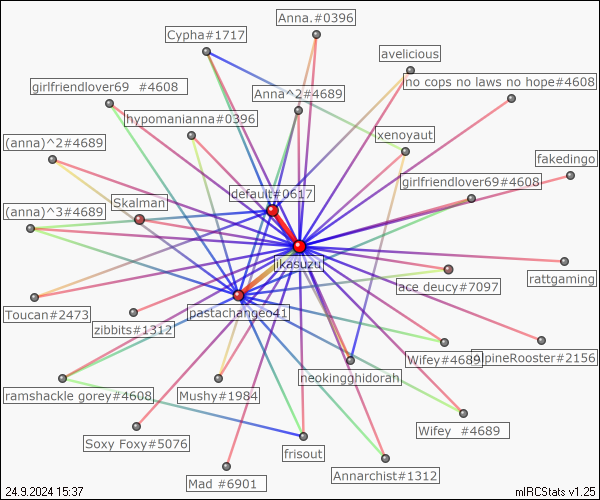 Anna.#0396
Cypha#1717
avelicious
no cops no laws no hope#4608
girlfriendlover69  #4608
Anna^2#4689
hypomanianna#0396
xenoyaut
(anna)^2#4689
fakedingo
girlfriendlover69#4608
default#0617
Skalman
(anna)^3#4689
ikasuzu
rattgaming
ace deucy#7097
Toucan#2473
pastachangeo41
zibbits#1312
Wifey#4689
lpineRooster#2156
neokingghidorah
ramshackle gorey#4608
Mushy#1984
Wifey  #4689
Soxy Foxy#5076
frisout
Annarchist#1312
Mad #6901
24.9.2024 15:37
mIRCStats v1.25